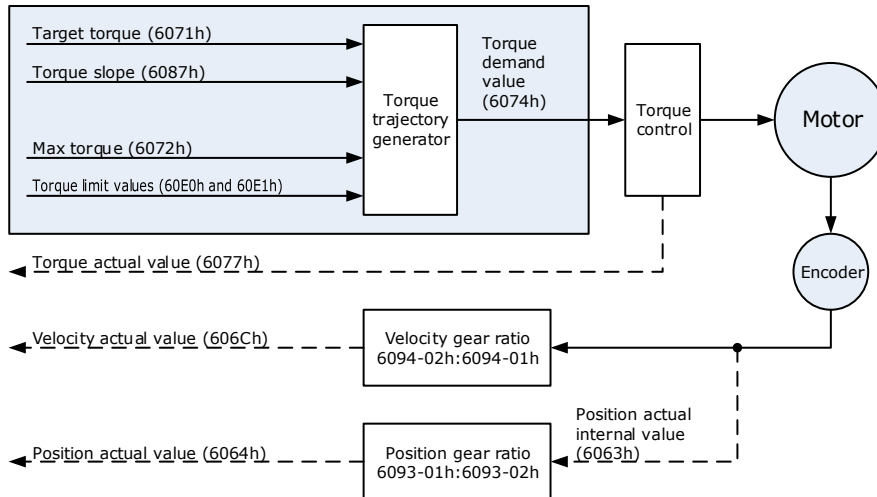 Target torque (6071h)
Torque slope (6087h)
Max torque (6072h)
Torque limit values (60E0h and 60E1h)
Torque
trajectory
generator
Torque
demand
value
(6074h)
Torque
control
Motor
Encoder
Torque actual value (6077h)
Velocity actual value (606Ch)
Velocity gear ratio
6094-02h:6094-01h
Position actual
internal value
(6063h)
Position actual value (6064h)
Position gear ratio
6093-01h:6093-02h